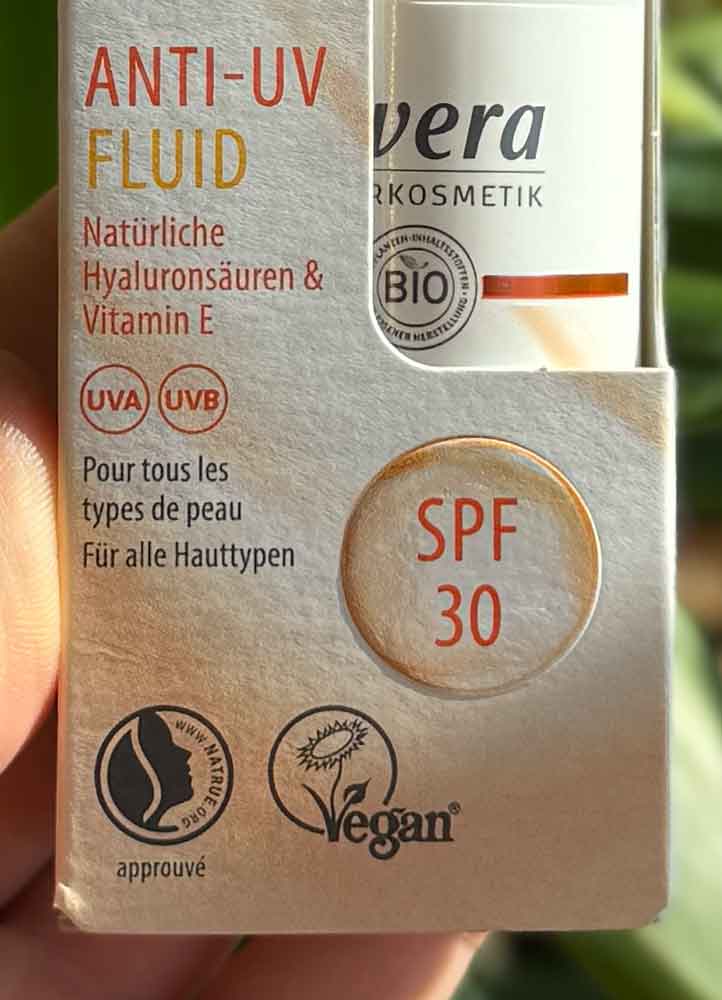 ANTI-UV
FLUID
Natürliche
Hyaluronsäuren &
Vitamin E
UVA UVB
Pour tous les
types de peau
Für alle Hauttypen
vera
RKOSMETIK
BIO
SPF
30
WWW.NATRUE.ORG
approuvé
Vegan®